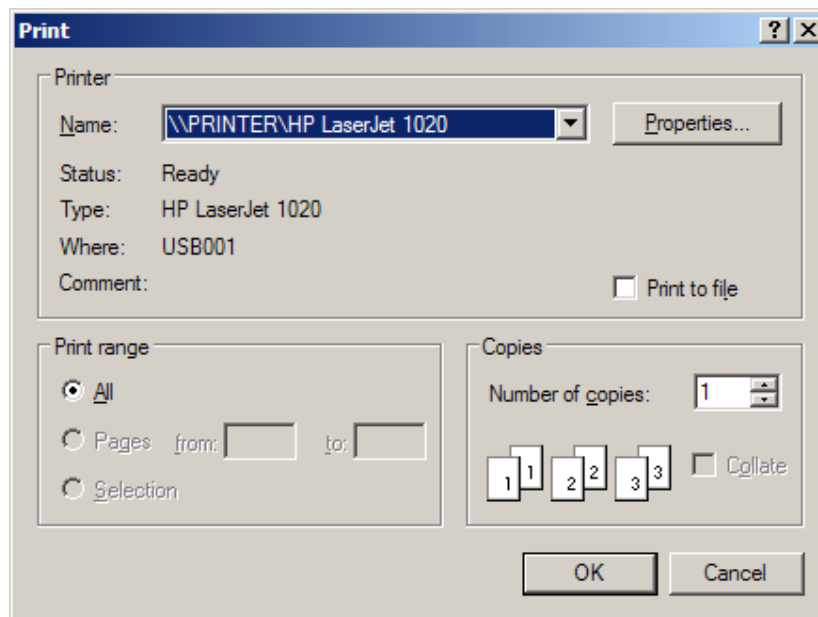 Print
Printer
Name: \\PRINTER\HP LaserJet 1020 Properties...
Status: Ready
Type: HP LaserJet 1020
Where: USB001
Comment: Print to file
Print range
All
Pages from: to:
Selection
Copies
Number of copies: 1
1 1 2 2 3 3 Collate
OK Cancel